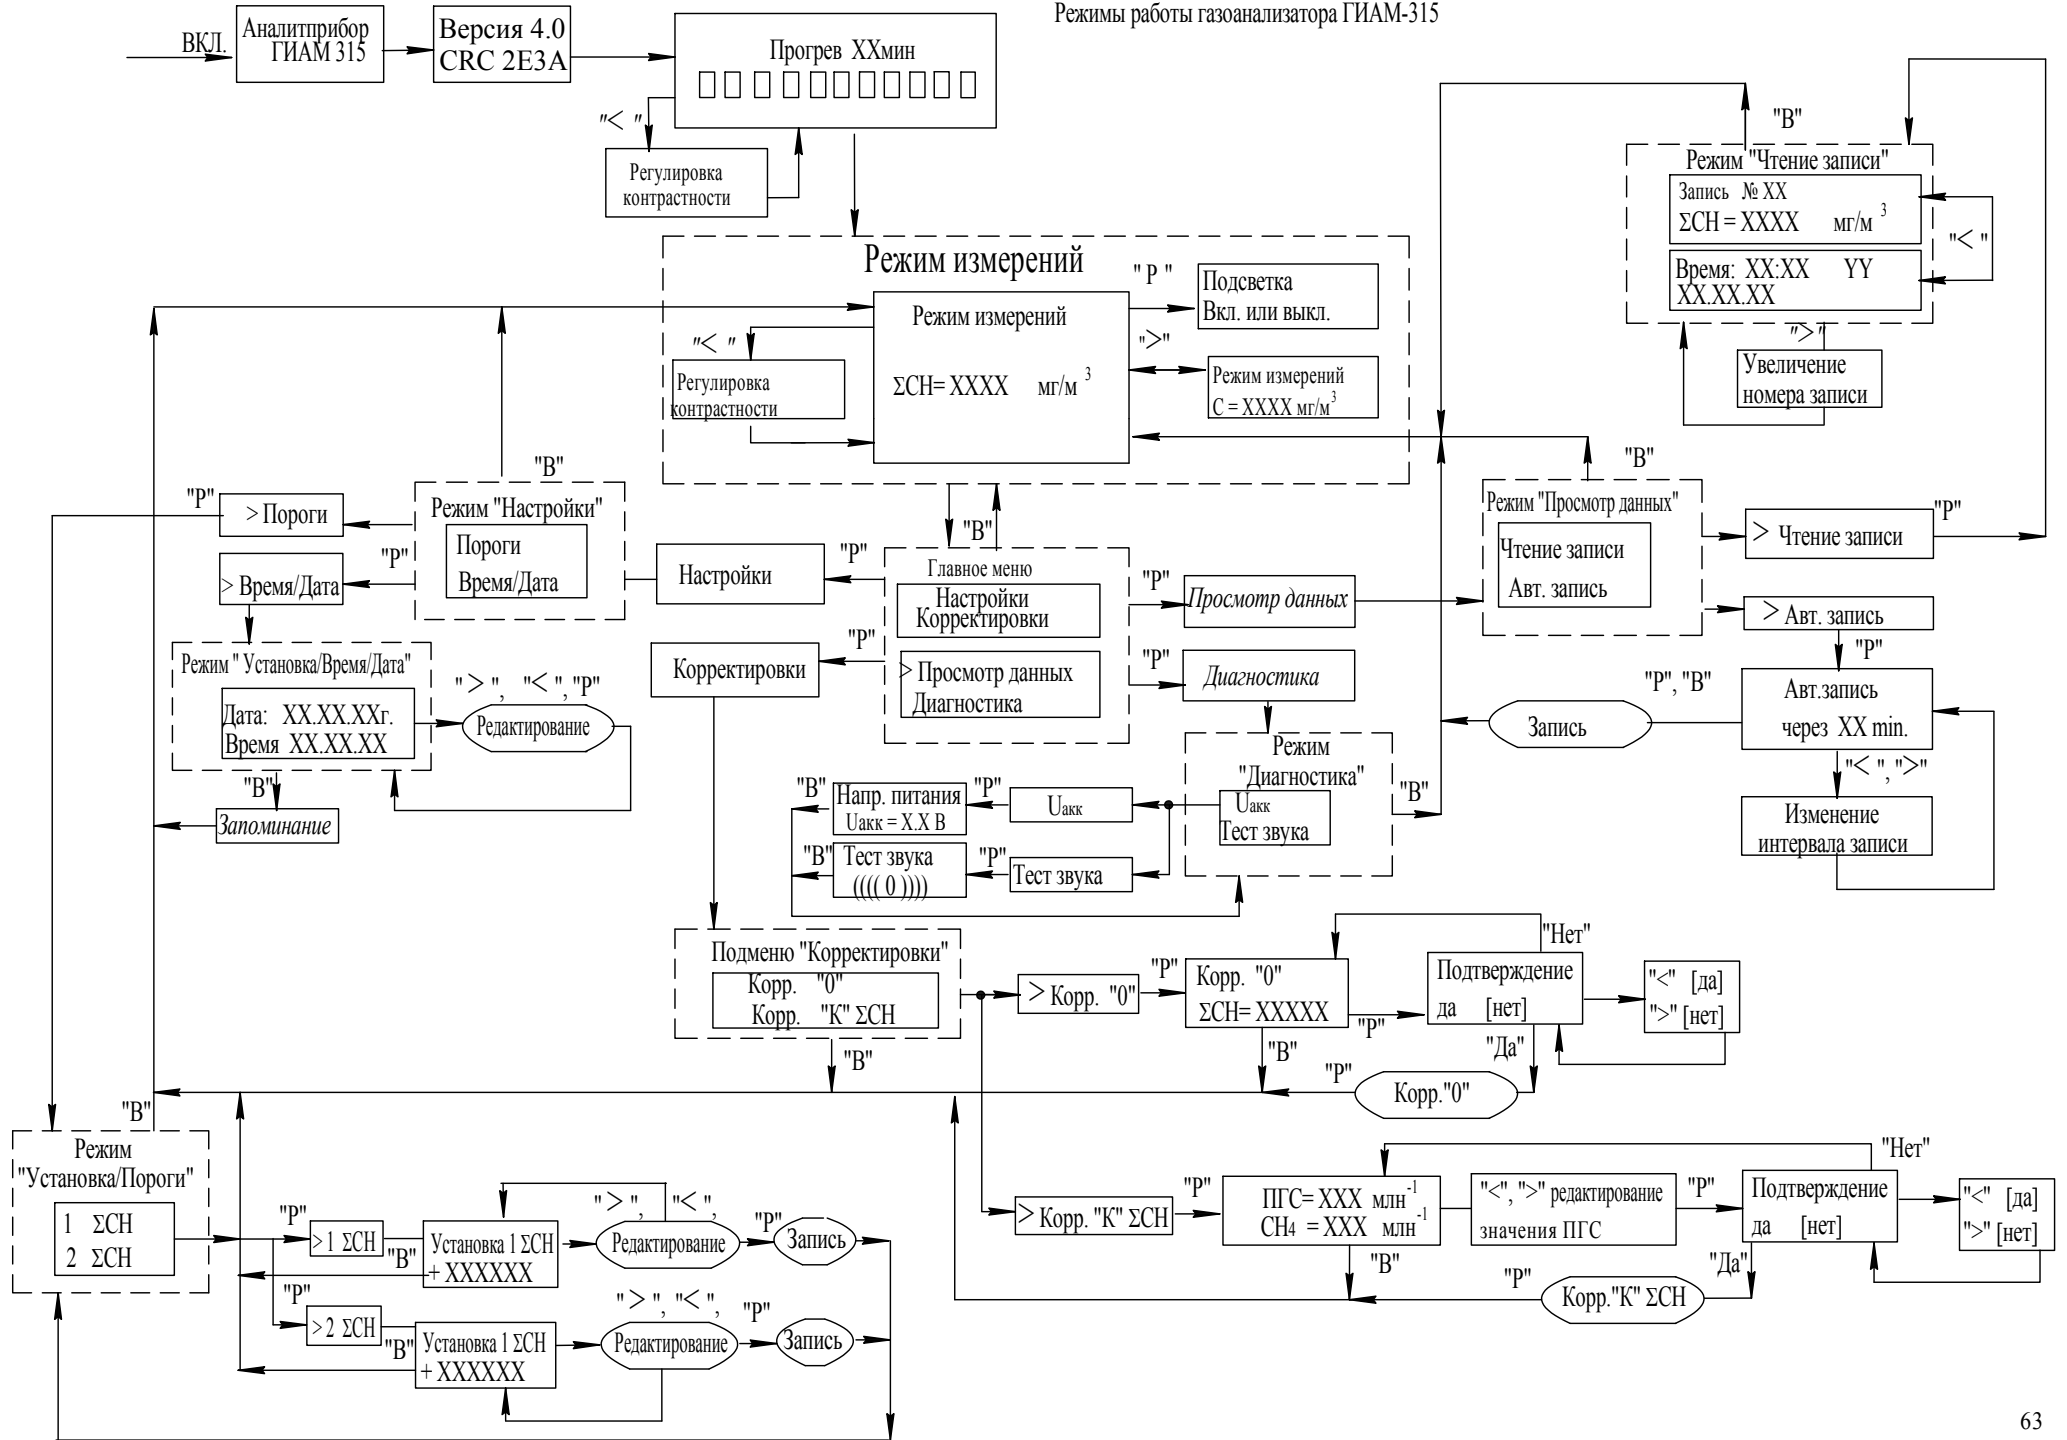 Режимы работы газоанализатора ГИАМ-315
ВКЛ.
Аналитприбор
ГИАМ 315
Версия 4.0
CRC 2E3A
Прогрев XXмин
"< "
Регулировка
контрастности
Режим измерений
Режим измерений
ΣCH= XXXX мг/м 3
"< "
Регулировка
контрастности
" Р "
Подсветка
Вкл. или выкл.
">"
Режим измерений
C = XXXX мг/м3
"В"
Режим "Чтение записи"
Запись № XX
ΣCH = XXXX мг/м 3
Время: XX:XX YY
XX.XX.XX
"< "
">"
Увеличение
номера записи
"В"
Режим "Просмотр данных"
Чтение записи
Авт. запись
> Чтение записи
"Р"
> Авт. запись
"Р"
Авт.запись
через XX min.
"Р", "В"
Запись
"< ", ">"
Изменение
интервала записи
"В"
Главное меню
Настройки
Корректировки
> Просмотр данных
Диагностика
"Р"
Настройки
"Р"
Корректировки
"Р"
Просмотр данных
"Р"
Диагностика
"В"
Режим "Настройки"
Пороги
Время/Дата
"Р"
> Пороги
"Р"
> Время/Дата
Режим " Установка/Время/Дата"
Дата: XX.XX.XXг.
Время XX.XX.XX
" > ", "< ", "Р"
Редактирование
"В"
Запоминание
Режим
"Диагностика"
Uакк
Тест звука
"В"
"В"
Напр. питания
Uакк = X.X В
"Р"
Uакк
"В"
Тест звука
(((( 0 ))))
"Р"
Тест звука
Подменю "Корректировки"
Корр. "0"
Корр. "К" ΣCH
"В"
> Корр. "0"
"Р"
Корр. "0"
ΣCH= XXXXX
"В"
"Р"
"Нет"
Подтверждение
да [нет]
"<" [да]
">" [нет]
"Да"
"Р"
Корр."0"
> Корр. "К" ΣCH
"Р"
ПГС= XXX млн-1
CH4 = XXX млн-1
"В"
"<", ">" редактирование
значения ПГС
"Р"
"Нет"
Подтверждение
да [нет]
"<" [да]
">" [нет]
"Да"
"Р"
Корр."К" ΣCH
"В"
Режим
"Установка/Пороги"
1 ΣCH
2 ΣCH
"Р"
>1 ΣCH
"В"
Установка 1 ΣCH
+ XXXXXX
" > ", "< ",
Редактирование
"Р"
Запись
"Р"
>2 ΣCH
"В"
Установка 1 ΣCH
+ XXXXXX
" > ", "< ",
Редактирование
"Р"
Запись
63